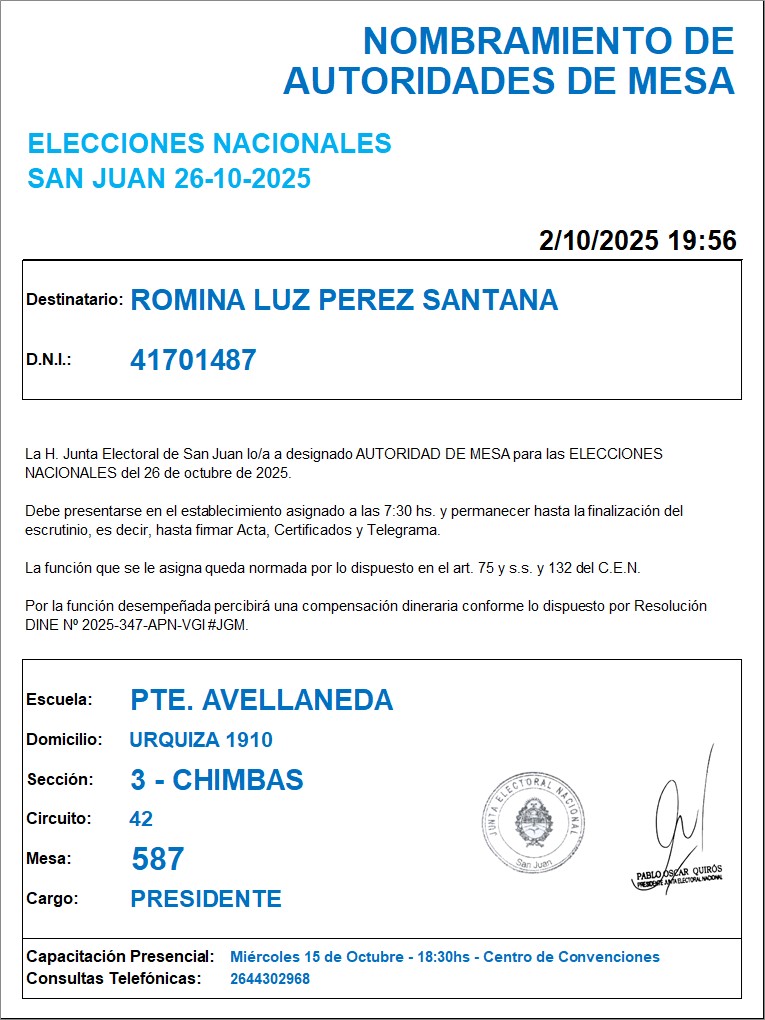 NOMBRAMIENTO DE
AUTORIDADES DE MESA
ELECCIONES NACIONALES
SAN JUAN 26-10-2025
2/10/2025 19:56
Destinatario: ROMINA LUZ PEREZ SANTANA
D.N.I.: 41701487
La H. Junta Electoral de San Juan lo/a a designado AUTORIDAD DE MESA para las ELECCIONES
NACIONALES del 26 de octubre de 2025.
Debe presentarse en el establecimiento asignado a las 7:30 hs. y permanecer hasta la finalización del
escrutinio, es decir, hasta firmar Acta, Certificados y Telegrama.
La función que se le asigna queda normada por lo dispuesto en el art. 75 y s.s. y 132 del C.E.N.
Por la función desempeñada percibirá una compensación dineraria conforme lo dispuesto por Resolución
DINE Nº 2025-347-APN-VGI#JGM.
Escuela: PTE. AVELLANEDA
Domicilio: URQUIZA 1910
Sección: 3 - CHIMBAS
Circuito: 42
Mesa: 587
Cargo: PRESIDENTE
JUNTA ELECTORAL NACIONAL
San Juan
PABLO OSCAR QUIRÓS
PRESIDENTE JUNTA ELECTORAL NACIONAL
Capacitación Presencial: Miércoles 15 de Octubre - 18:30hs - Centro de Convenciones
Consultas Telefónicas: 2644302968